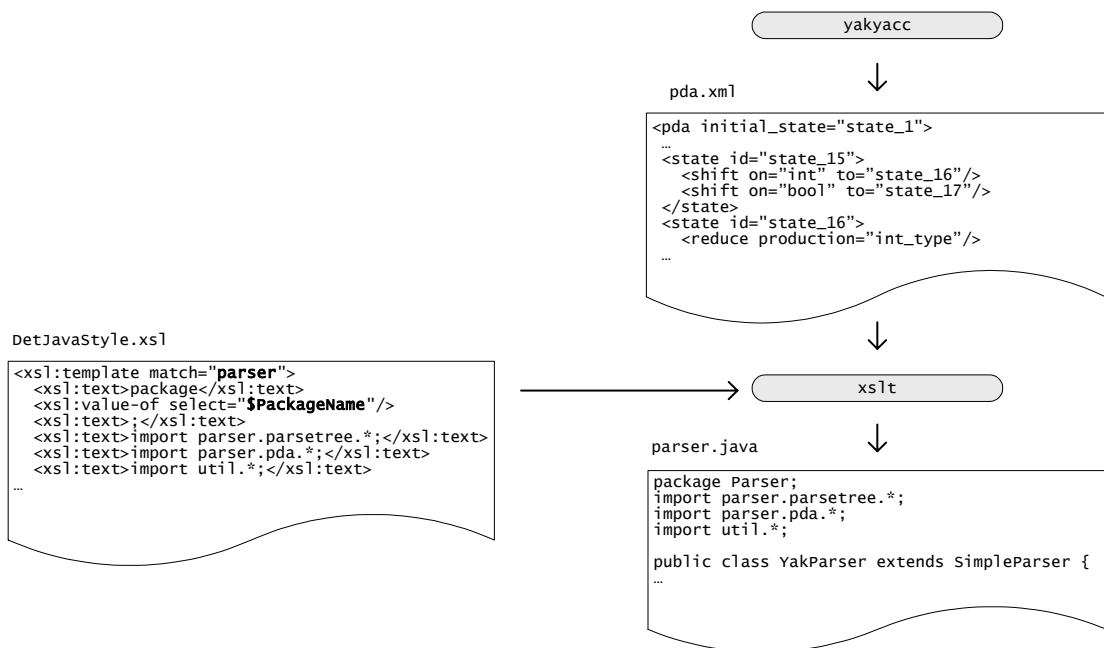 yakyacc
pda.xml
<pda initial_state="state_1">
…
<state id="state_15">
<shift on="int" to="state_16"/>
<shift on="bool" to="state_17"/>
</state>
<state id="state_16">
<reduce production="int_type"/>
…
DetJavaStyle.xsl
<xsl:template match="parser">
<xsl:text>package</xsl:text>
<xsl:value-of select="$PackageName"/>
<xsl:text>;</xsl:text>
<xsl:text>import parser.parsetree.*;</xsl:text>
<xsl:text>import parser.pda.*;</xsl:text>
<xsl:text>import util.*;</xsl:text>
…
xslt
parser.java
package Parser;
import parser.parsetree.*;
import parser.pda.*;
import util.*;
public class YakParser extends SimpleParser {
…